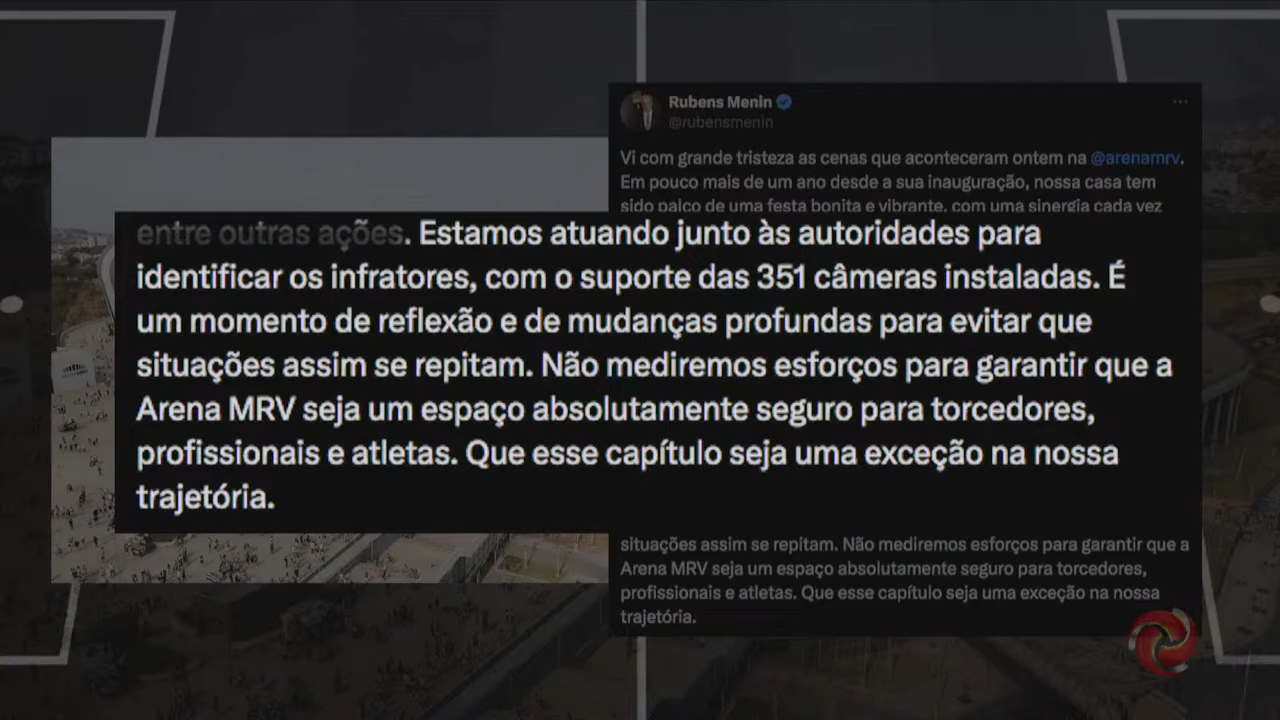 Rubens Menin
@rubensmenin
Vi com grande tristeza as cenas que aconteceram ontem na @arenamrv.
Em pouco mais de um ano desde a sua inauguração, nossa casa tem
sido palco de uma festa bonita e vibrante, com uma sinergia cada vez
entre outras ações. Estamos atuando junto às autoridades para
identificar os infratores, com o suporte das 351 câmeras instaladas. É
um momento de reflexão e de mudanças profundas para evitar que
situações assim se repitam. Não mediremos esforços para garantir que a
Arena MRV seja um espaço absolutamente seguro para torcedores,
profissionais e atletas. Que esse capítulo seja uma exceção na nossa
trajetória.
situações assim se repitam. Não mediremos esforços para garantir que a
Arena MRV seja um espaço absolutamente seguro para torcedores,
profissionais e atletas. Que esse capítulo seja uma exceção na nossa
trajetória.